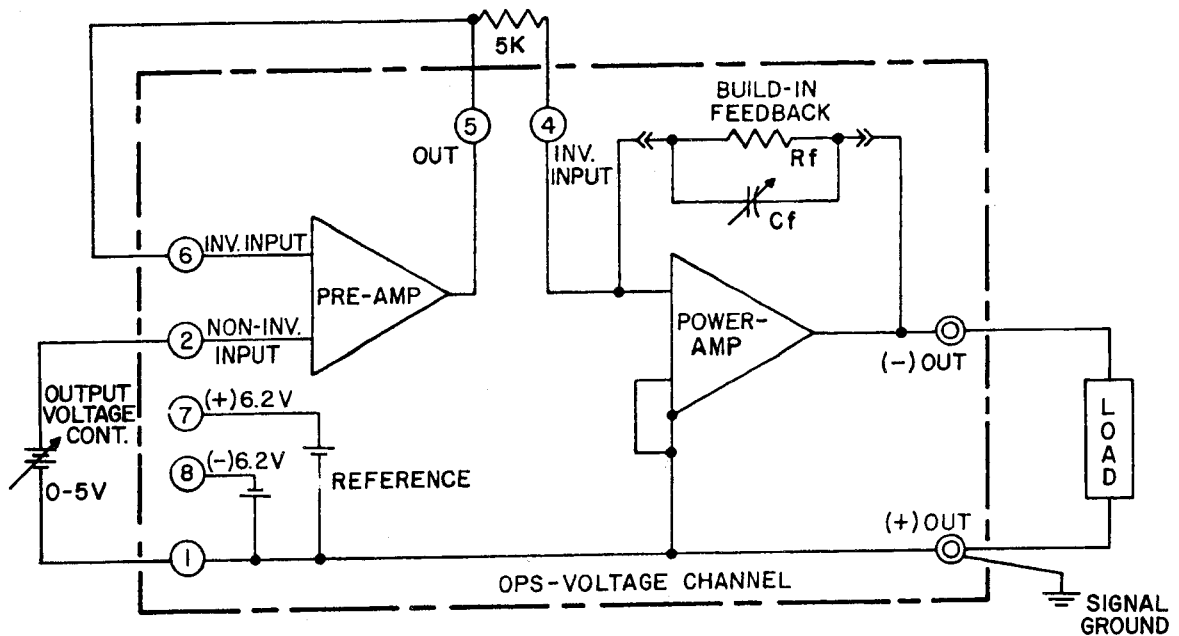 5K
BUILD-IN
FEEDBACK
Rf
Cf
5
OUT
4
INV.
INPUT
6
INV. INPUT
PRE-AMP
2
NON-INV.
INPUT
POWER-
AMP
(-) OUT
OUTPUT
VOLTAGE
CONT.
0-5V
7
(+) 6.2V
8
(-) 6.2V
REFERENCE
LOAD
1
(+) OUT
OPS-VOLTAGE CHANNEL
SIGNAL
GROUND